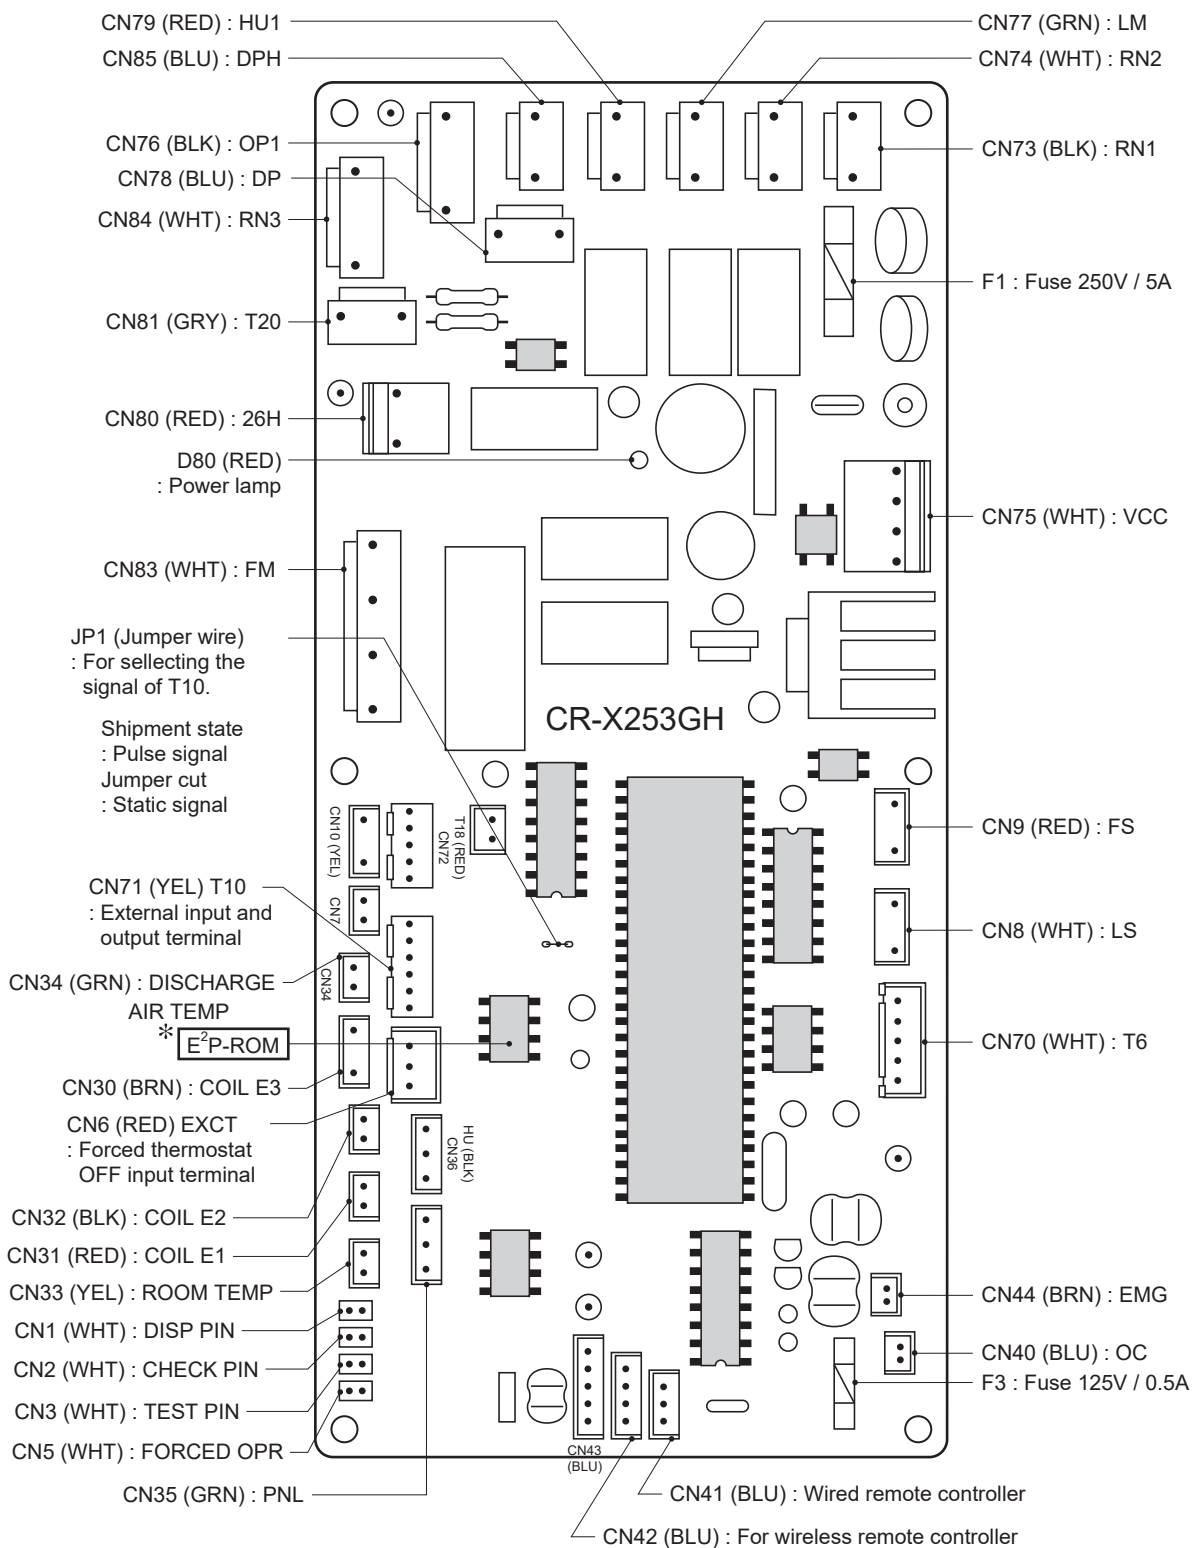 CN79 (RED) : HU1
CN77 (GRN) : LM
CN85 (BLU) : DPH
CN74 (WHT) : RN2
CN76 (BLK) : OP1
CN73 (BLK) : RN1
CN78 (BLU) : DP
CN84 (WHT) : RN3
F1 : Fuse 250V / 5A
CN81 (GRY) : T20
CN80 (RED) : 26H
D80 (RED)
: Power lamp
CN75 (WHT) : VCC
CN83 (WHT) : FM
JP1 (Jumper wire)
: For sellecting the
signal of T10.
Shipment state
: Pulse signal
Jumper cut
: Static signal
CR-X253GH
CN10 (YEL)
T18 (RED)
CN72
CN9 (RED) : FS
CN71 (YEL) T10
: External input and
output terminal
CN7
CN8 (WHT) : LS
CN34 (GRN) : DISCHARGE
AIR TEMP
CN34
* E²P-ROM
CN70 (WHT) : T6
CN30 (BRN) : COIL E3
CN6 (RED) EXCT
: Forced thermostat
OFF input terminal
HU (BLK)
CN36
CN32 (BLK) : COIL E2
CN31 (RED) : COIL E1
CN33 (YEL) : ROOM TEMP
CN44 (BRN) : EMG
CN1 (WHT) : DISP PIN
CN40 (BLU) : OC
CN2 (WHT) : CHECK PIN
F3 : Fuse 125V / 0.5A
CN3 (WHT) : TEST PIN
CN5 (WHT) : FORCED OPR
CN43
(BLU)
CN35 (GRN) : PNL
CN41 (BLU) : Wired remote controller
CN42 (BLU) : For wireless remote controller